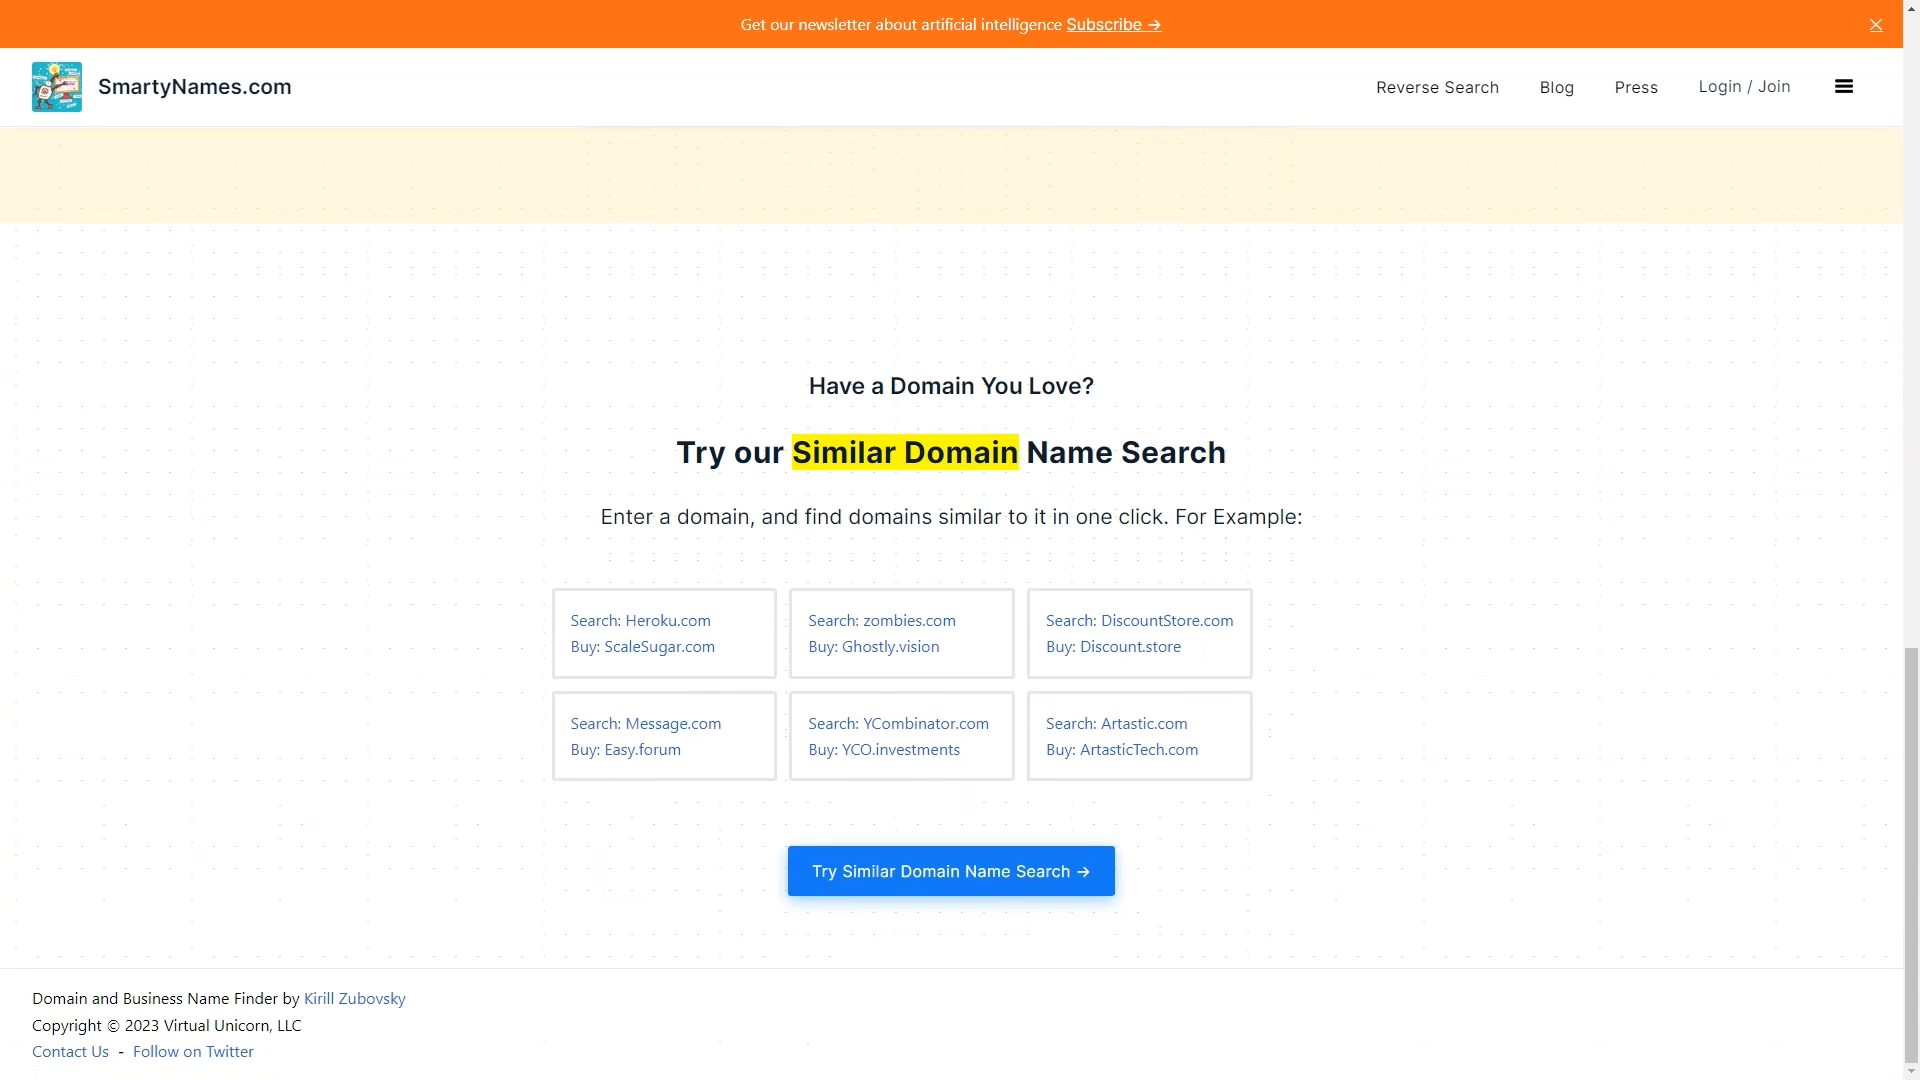 Get our newsletter about artificial intelligence Subscribe →
SmartyNames.com
Reverse Search
Blog
Press
Login / Join
Have a Domain You Love?
Try our Similar Domain Name Search
Enter a domain, and find domains similar to it in one click. For Example:
Search: Heroku.com
Buy: ScaleSugar.com
Search: zombies.com
Buy: Ghostly.vision
Search: DiscountStore.com
Buy: Discount.store
Search: Message.com
Buy: Easy.forum
Search: YCombinator.com
Buy: YCO.investments
Search: Artastic.com
Buy: ArtasticTech.com
Try Similar Domain Name Search →
Domain and Business Name Finder by Kirill Zubovsky
Copyright © 2023 Virtual Unicorn, LLC
Contact Us - Follow on Twitter